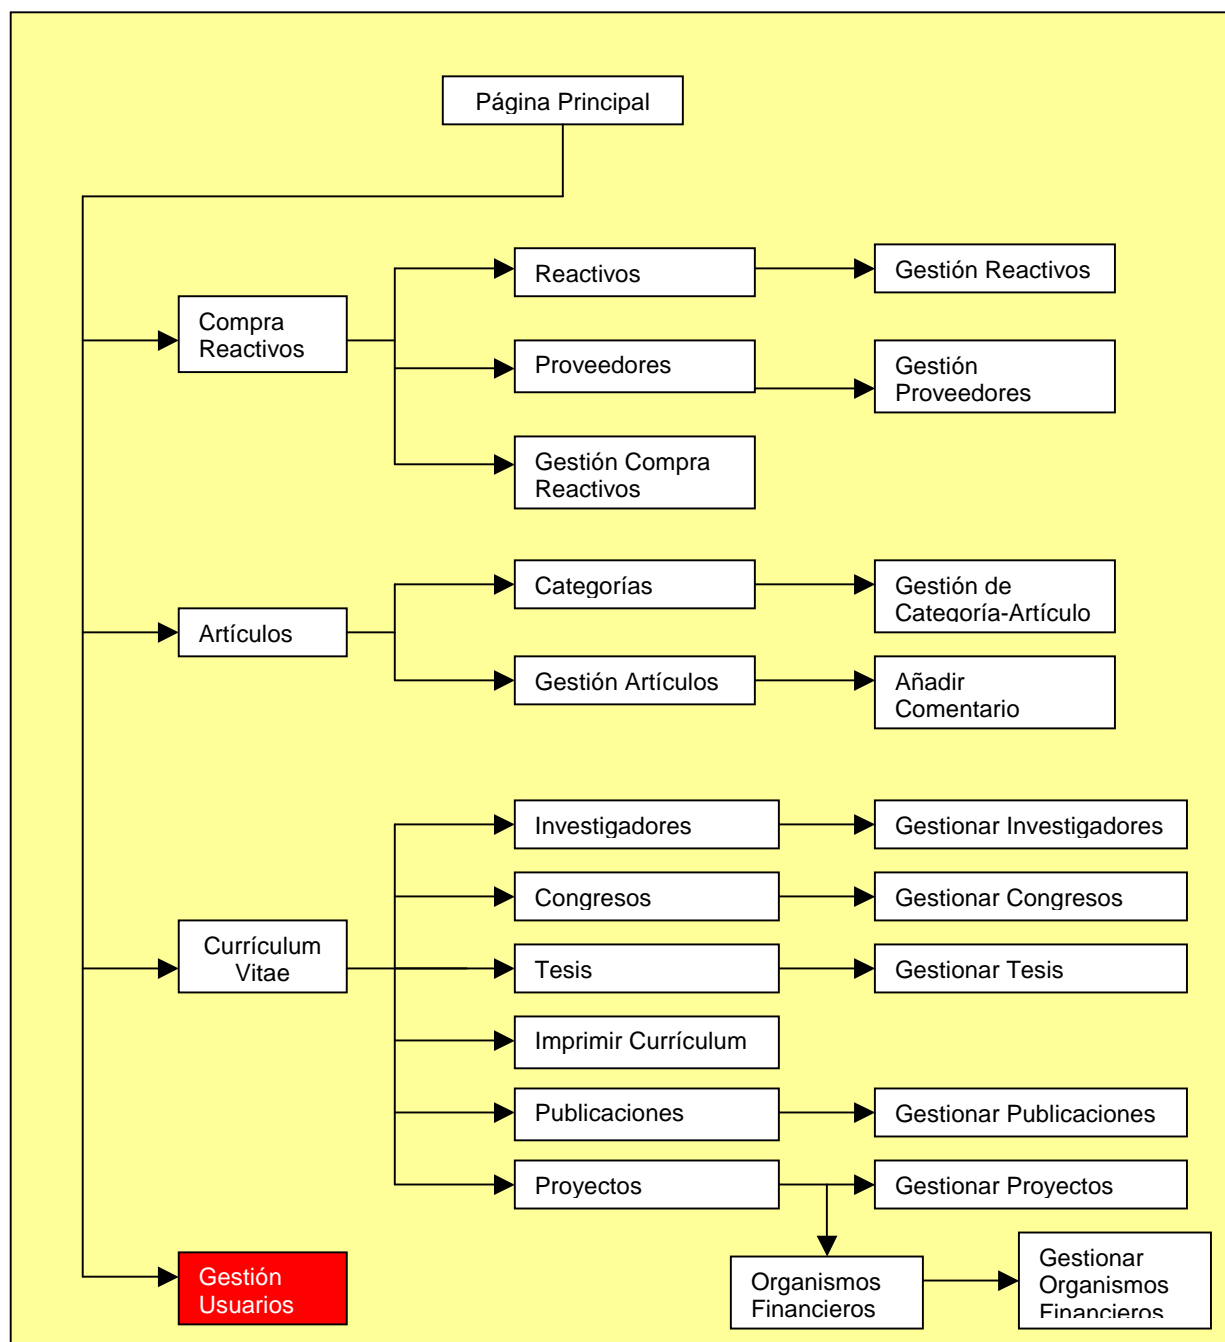 Página Principal
Reactivos
Gestión Reactivos
Compra
Reactivos
Proveedores
Gestión
Proveedores
Gestión Compra
Reactivos
Categorías
Gestión de
Categoría-Artículo
Artículos
Gestión Artículos
Añadir
Comentario
Investigadores
Gestionar Investigadores
Congresos
Gestionar Congresos
Currículum
Vitae
Tesis
Gestionar Tesis
Imprimir Currículum
Publicaciones
Gestionar Publicaciones
Proyectos
Gestionar Proyectos
Gestión
Usuarios
Organismos
Financieros
Gestionar
Organismos
Financieros